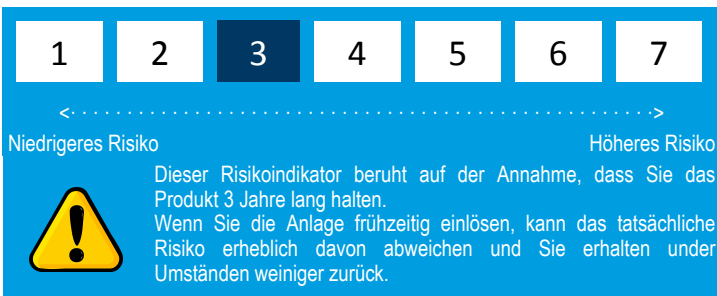 1 2 3 4 5 6 7
Niedrigeres Risiko Höheres Risiko
Dieser Risikoindikator beruht auf der Annahme, dass Sie das
Produkt 3 Jahre lang halten.
Wenn Sie die Anlage frühzeitig einlösen, kann das tatsächliche
Risiko erheblich davon abweichen und Sie erhalten under
Umständen weiniger zurück.